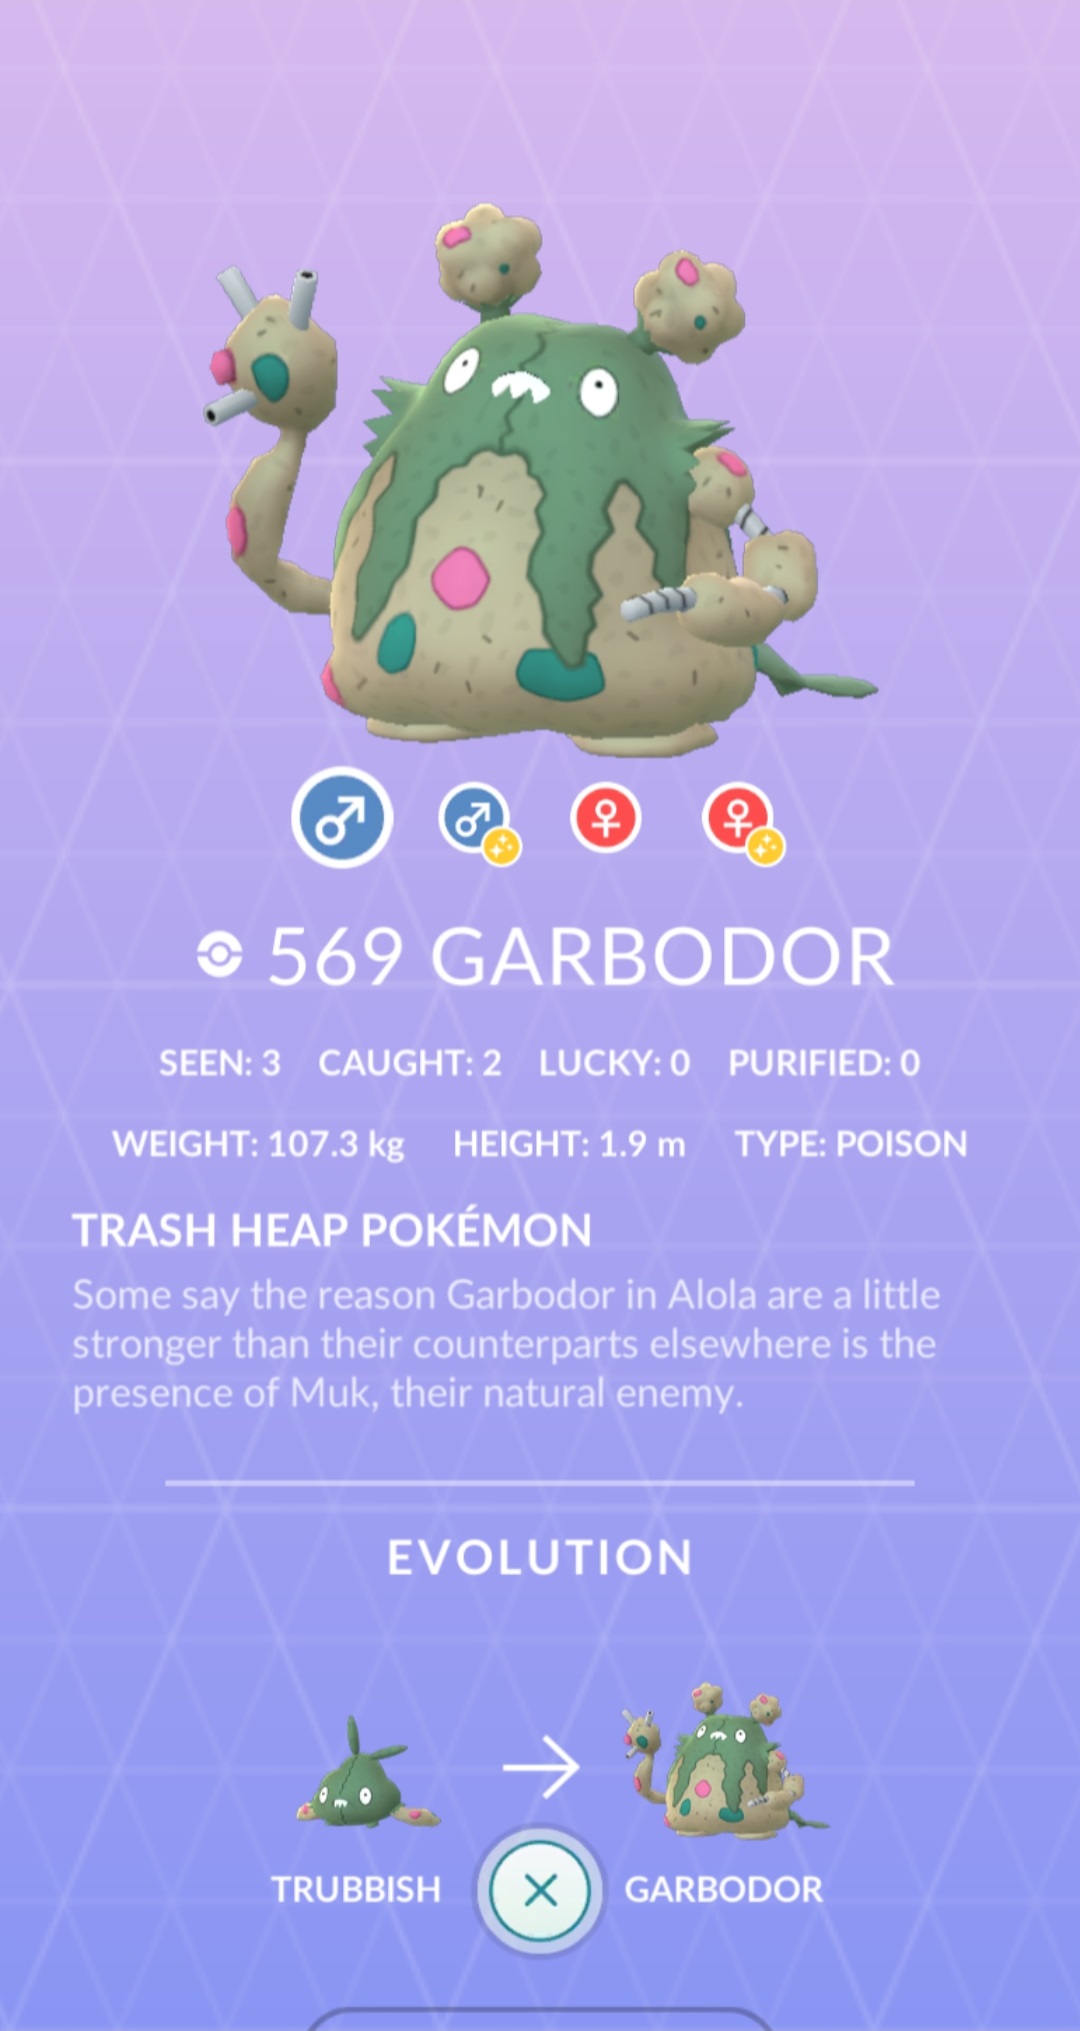 569 GARBODOR
SEEN: 3 CAUGHT: 2 LUCKY: 0 PURIFIED: 0
WEIGHT: 107.3 kg HEIGHT: 1.9 m TYPE: POISON
TRASH HEAP POKÉMON
Some say the reason Garbodor in Alola are a little
stronger than their counterparts elsewhere is the
presence of Muk, their natural enemy.
EVOLUTION
TRUBBISH GARBODOR